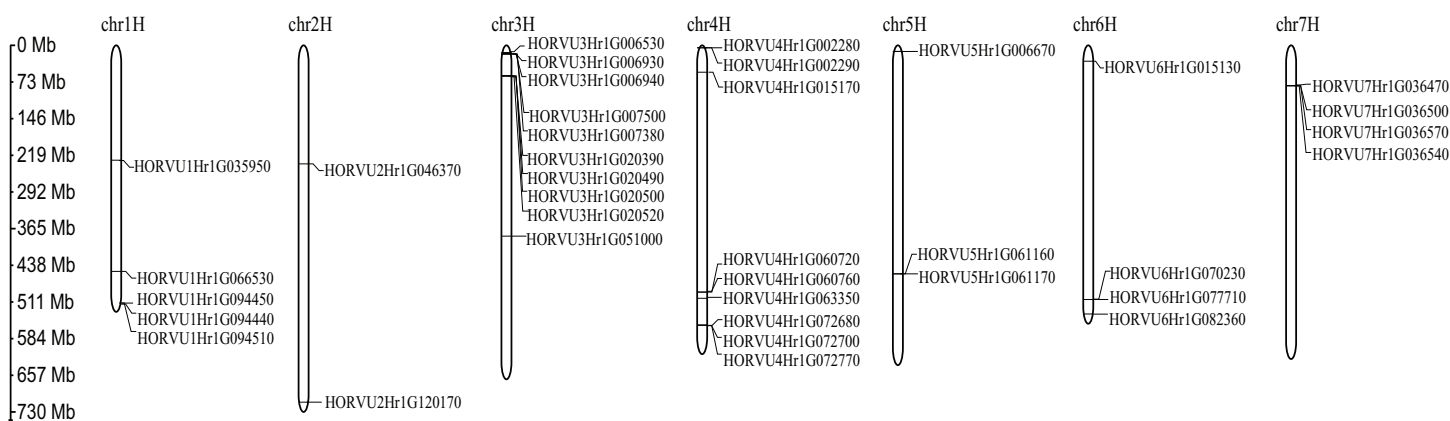 chr1H
chr2H
chr3H
chr4H
chr5H
chr6H
chr7H
0 Mb
73 Mb
146 Mb
219 Mb
292 Mb
365 Mb
438 Mb
511 Mb
584 Mb
657 Mb
730 Mb
HORVU1Hr1G035950
HORVU1Hr1G066530
HORVU1Hr1G094450
HORVU1Hr1G094440
HORVU1Hr1G094510
HORVU2Hr1G046370
HORVU2Hr1G120170
HORVU3Hr1G006530
HORVU3Hr1G006930
HORVU3Hr1G006940
HORVU3Hr1G007500
HORVU3Hr1G007380
HORVU3Hr1G020390
HORVU3Hr1G020490
HORVU3Hr1G020500
HORVU3Hr1G020520
HORVU3Hr1G051000
HORVU4Hr1G002280
HORVU4Hr1G002290
HORVU4Hr1G015170
HORVU4Hr1G060720
HORVU4Hr1G060760
HORVU4Hr1G063350
HORVU4Hr1G072680
HORVU4Hr1G072700
HORVU4Hr1G072770
HORVU5Hr1G006670
HORVU5Hr1G061160
HORVU5Hr1G061170
HORVU6Hr1G015130
HORVU6Hr1G070230
HORVU6Hr1G077710
HORVU6Hr1G082360
HORVU7Hr1G036470
HORVU7Hr1G036500
HORVU7Hr1G036570
HORVU7Hr1G036540